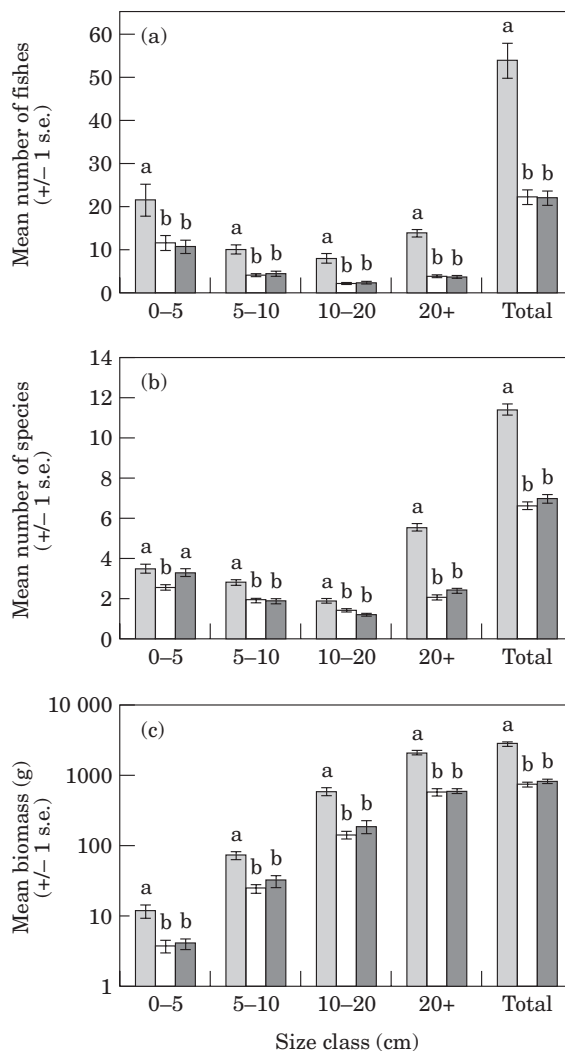 (a)
Mean number of fishes
(+/– 1 s.e.)
60
50
40
30
20
10
0
a b b
a b b
a b b
a b b
a b b
0–5 5–10 10–20 20+ Total
(b)
Mean number of species
(+/– 1 s.e.)
14
12
10
8
6
4
2
0
a b a
a b b
a b b
a b b
a b b
0–5 5–10 10–20 20+ Total
(c)
Mean biomass (g)
(+/– 1 s.e.)
10 000
1000
100
10
1
a b b
a b b
a b b
a b b
a b b
0–5 5–10 10–20 20+ Total
Size class (cm)